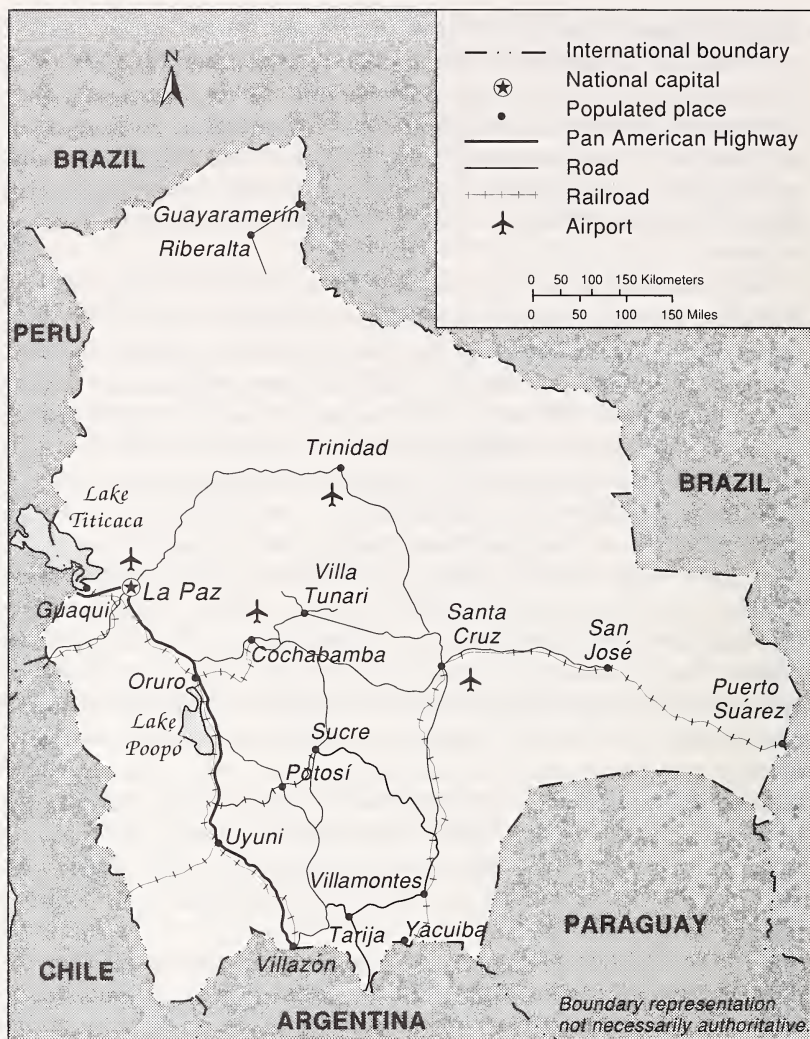 N
International boundary
National capital
Populated place
Pan American Highway
Road
Railroad
Airport
0 50 100 150 Kilometers
0 50 100 150 Miles
BRAZIL
Guayaramerín
Riberalta
PERU
Trinidad
BRAZIL
Lake
Titicaca
La Paz
Guaqui
Villa
Tunari
Cochabamba
Santa
Cruz
San
José
Puerto
Suárez
Oruro
Lake
Poopó
Sucre
Potosí
Uyuni
Villamontes
Tarija
Yacuiba
Villazón
PARAGUAY
CHILE
ARGENTINA
Boundary representation
not necessarily authoritative.